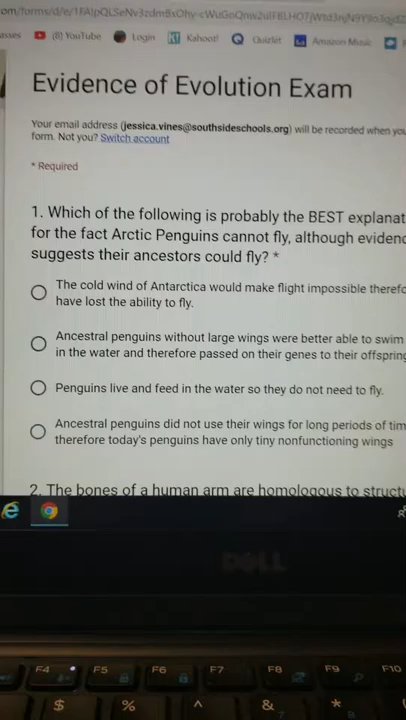 (8) YouTube Login Kahoot! Quizlet Amazon Music
Evidence of Evolution Exam
Your email address (jessica.vines@southsideschools.org) will be recorded when you
form. Not you? Switch account
* Required
1. Which of the following is probably the BEST explanat
for the fact Arctic Penguins cannot fly, although evidenc
suggests their ancestors could fly? *
The cold wind of Antarctica would make flight impossible therefo
have lost the ability to fly.
Ancestral penguins without large wings were better able to swim
in the water and therefore passed on their genes to their offspring
Penguins live and feed in the water so they do not need to fly.
Ancestral penguins did not use their wings for long periods of tim
therefore today's penguins have only tiny nonfunctioning wings
2. The bones of a human arm are homologous to structu
DELL
F4 F5 F6 F7 F8 F9 F10
$ % ^ & *